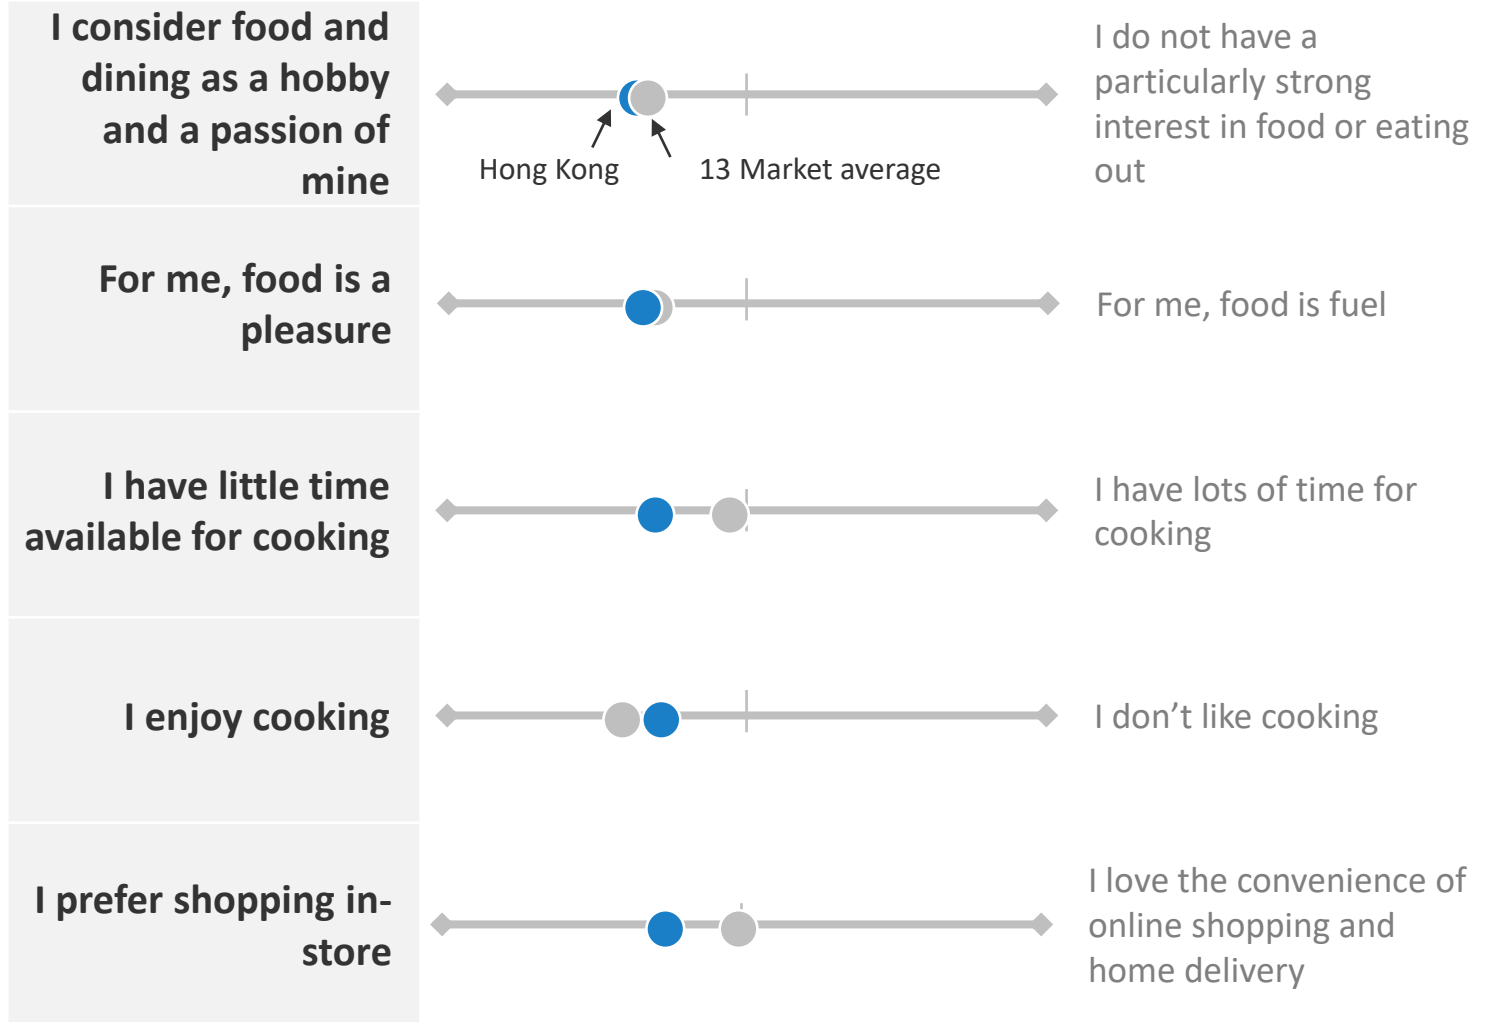 I consider food and
dining as a hobby
and a passion of
mine
I do not have a
particularly strong
interest in food or eating
out
Hong Kong
13 Market average
For me, food is a
pleasure
For me, food is fuel
I have little time
available for cooking
I have lots of time for
cooking
I enjoy cooking
I don’t like cooking
I prefer shopping in-
store
I love the convenience of
online shopping and
home delivery